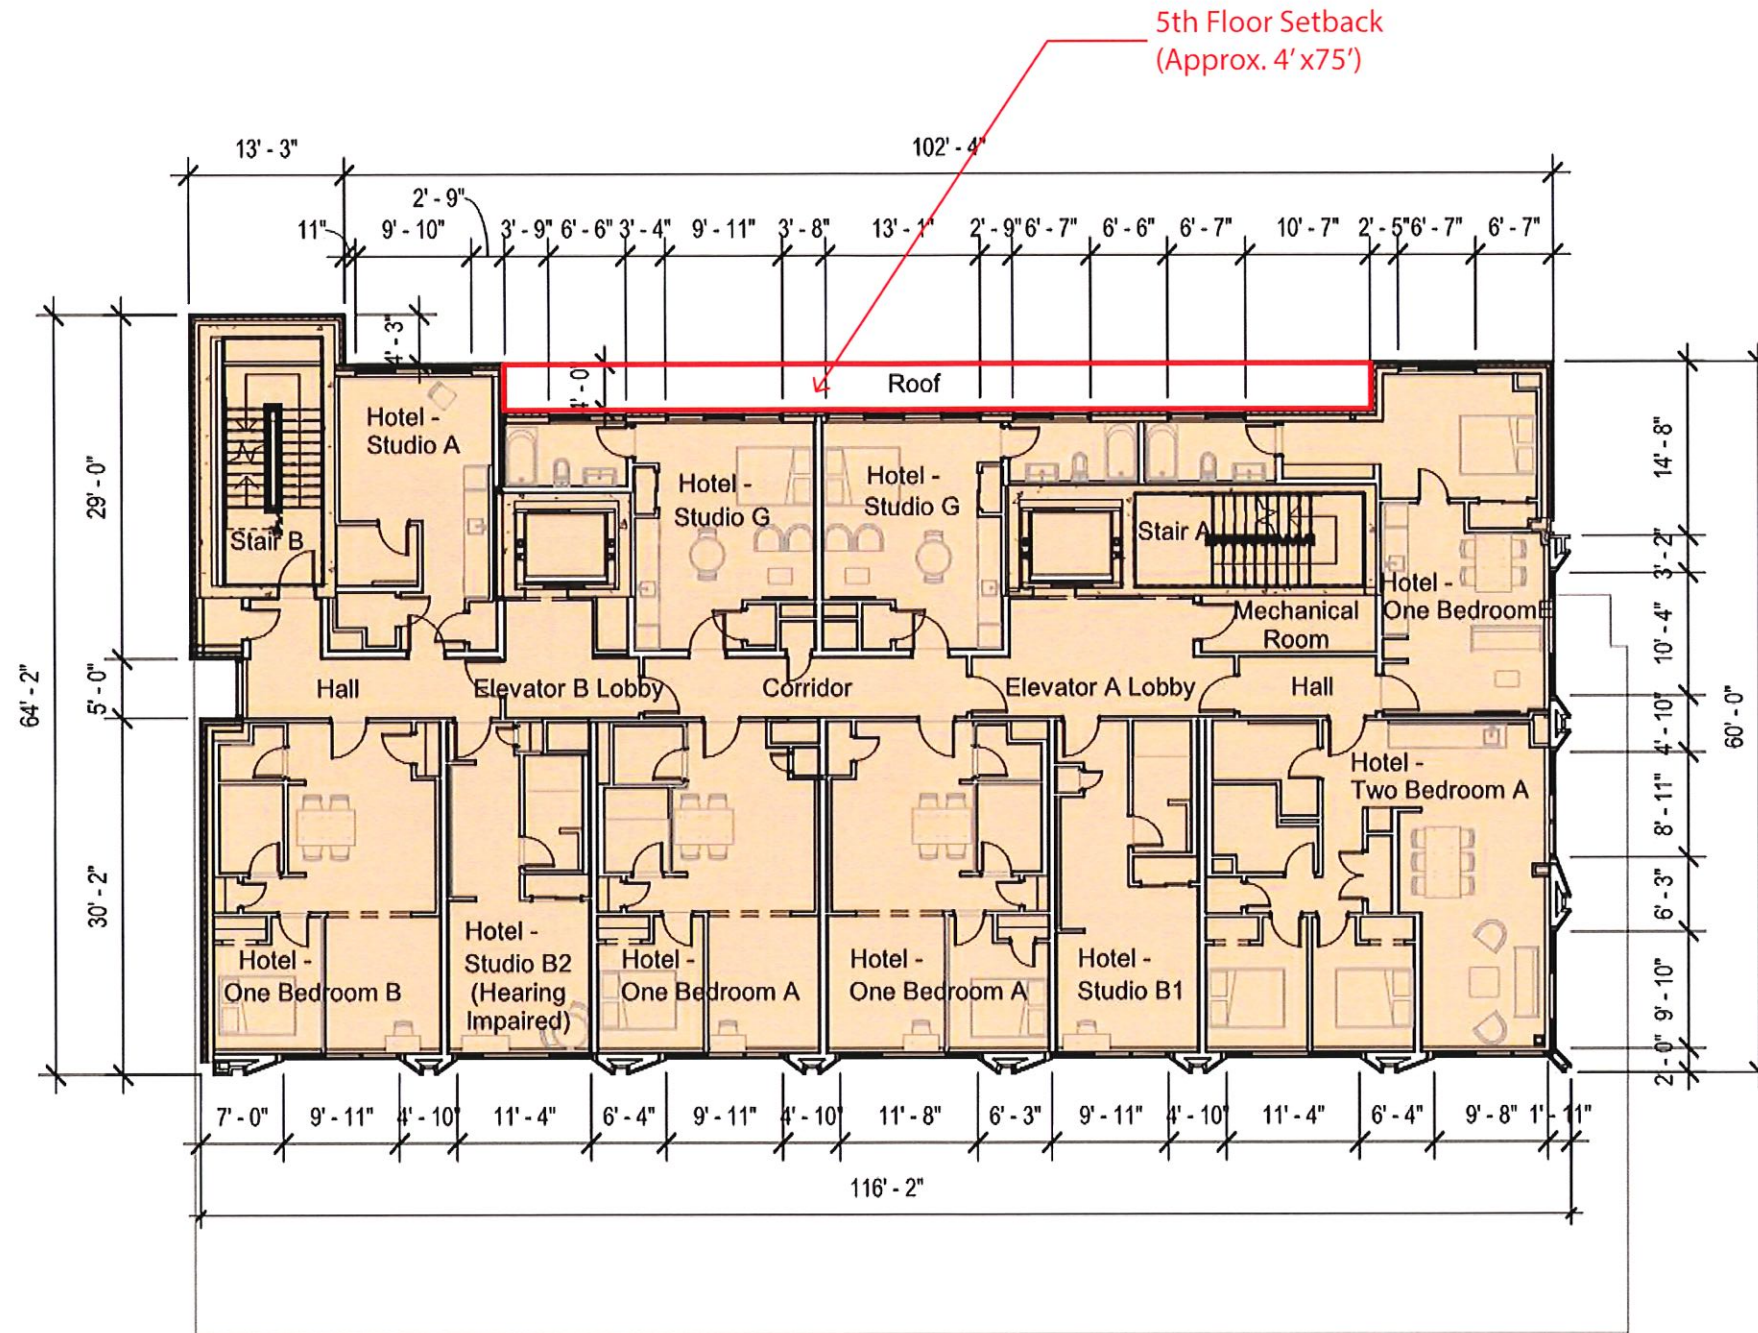 5th Floor Setback
(Approx. 4' x75')
13' - 3"
102' - 4"
2' - 9"
11"
9' - 10"
3' - 9"
6' - 6"
3' - 4"
9' - 11"
3' - 8"
13' - 1"
2' - 9"
6' - 7"
6' - 6"
6' - 7"
10' - 7"
2' - 5"
6' - 7"
6' - 7"
4' - 3"
4' - 0"
Roof
64' - 2"
29' - 0"
5' - 0"
30' - 2"
Hotel -
Studio A
Stair B
Hotel -
Studio G
Hotel -
Studio G
Stair A
Hotel -
One Bedroom
Mechanical
Room
Hall
Elevator B Lobby
Corridor
Elevator A Lobby
Hall
Hotel -
Two Bedroom A
Hotel -
One Bedroom B
Hotel -
Studio B2
(Hearing
Impaired)
Hotel -
One Bedroom A
Hotel -
One Bedroom A
Hotel -
Studio B1
14' - 8"
3' - 2"
10' - 4"
4' - 10"
8' - 11"
6' - 3"
9' - 10"
2' - 0"
60' - 0"
7' - 0"
9' - 11"
4' - 10"
11' - 4"
6' - 4"
9' - 11"
4' - 10"
11' - 8"
6' - 3"
9' - 11"
4' - 10"
11' - 4"
6' - 4"
9' - 8"
1' - 11"
116' - 2"